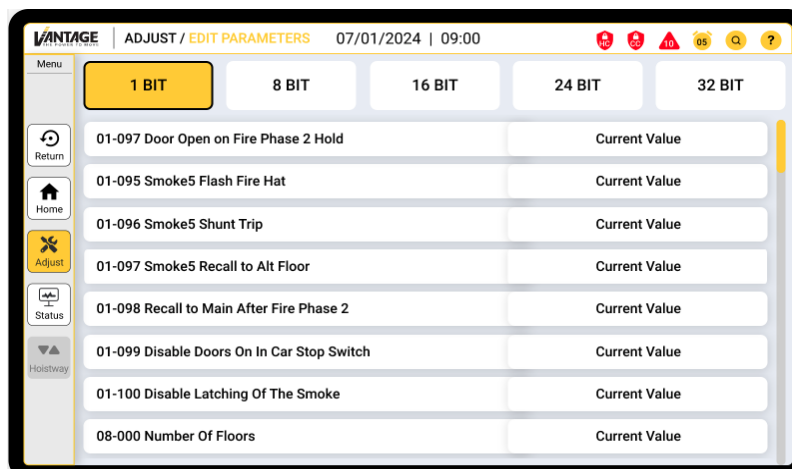 VANTAGE
THE POWER TO MOVE
ADJUST / EDIT PARAMETERS 07/01/2024 | 09:00
HC CC 10 05 ?
Menu
1 BIT 8 BIT 16 BIT 24 BIT 32 BIT
Return
Home
Adjust
Status
Hoistway
01-097 Door Open on Fire Phase 2 Hold Current Value
01-095 Smoke5 Flash Fire Hat Current Value
01-096 Smoke5 Shunt Trip Current Value
01-097 Smoke5 Recall to Alt Floor Current Value
01-098 Recall to Main After Fire Phase 2 Current Value
01-099 Disable Doors On In Car Stop Switch Current Value
01-100 Disable Latching Of The Smoke Current Value
08-000 Number Of Floors Current Value